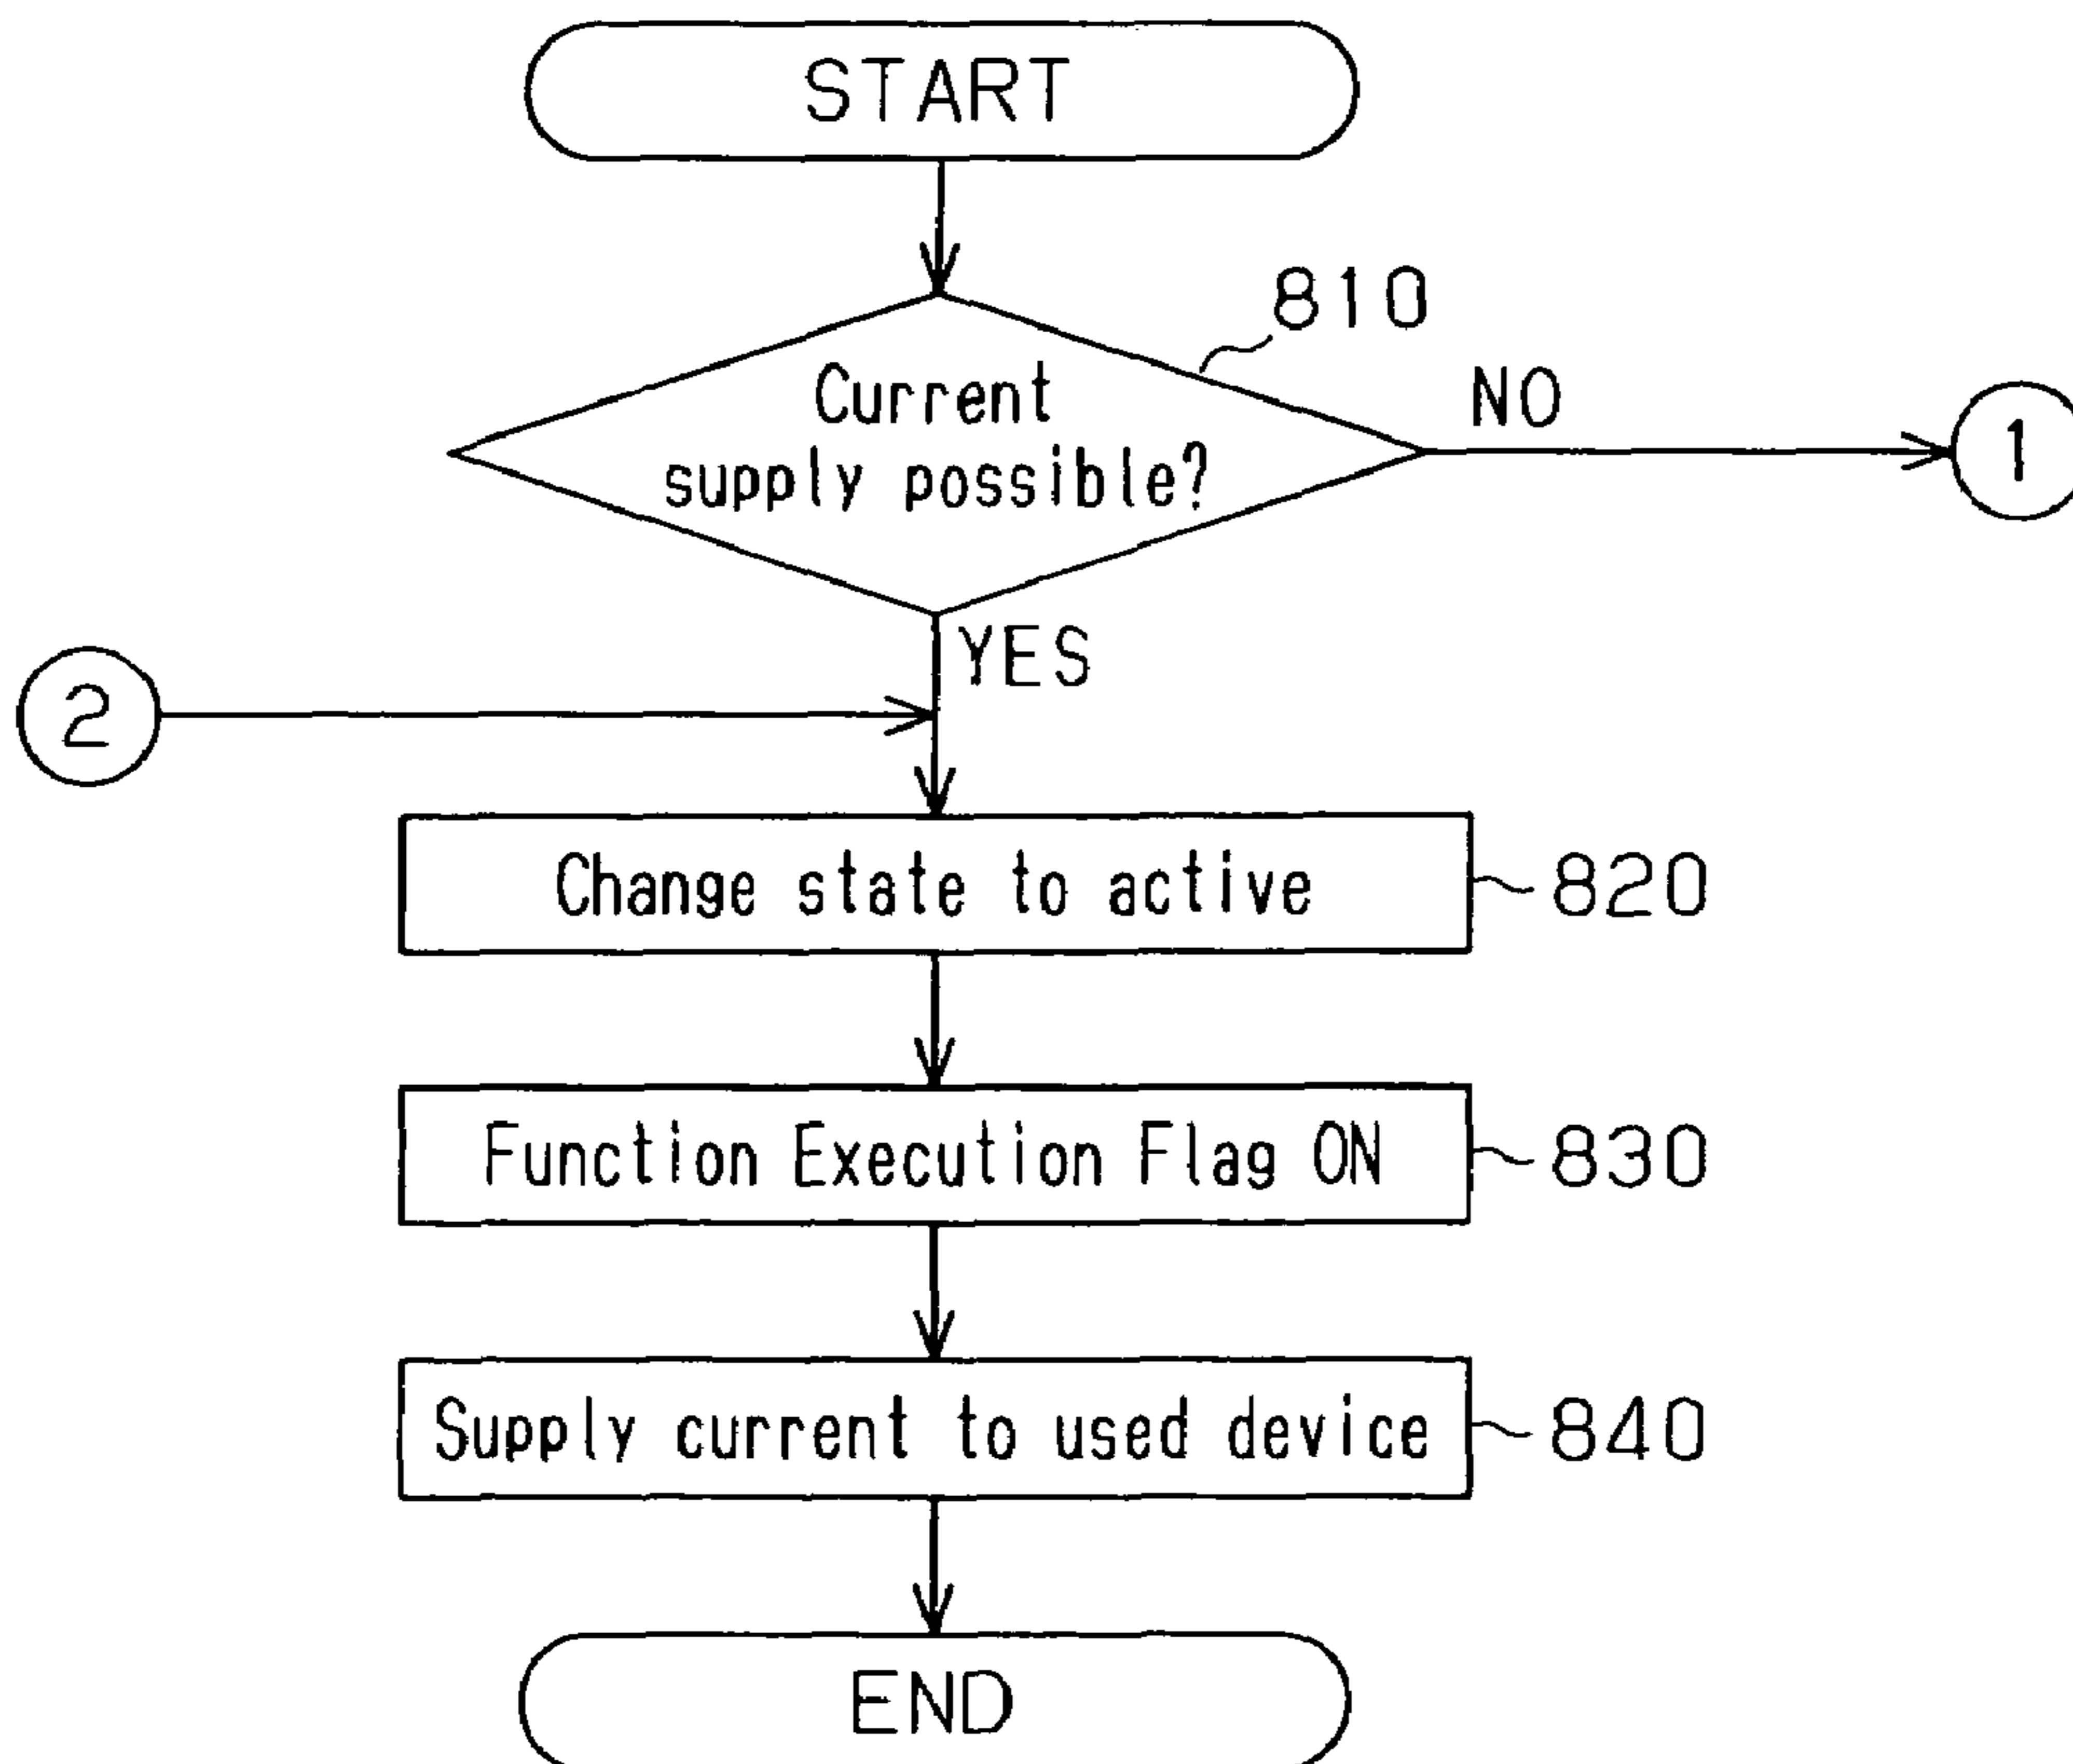 START
810
Current
supply possible?
NO
1
YES
2
Change state to active
820
Function Execution Flag ON
830
Supply current to used device
840
END